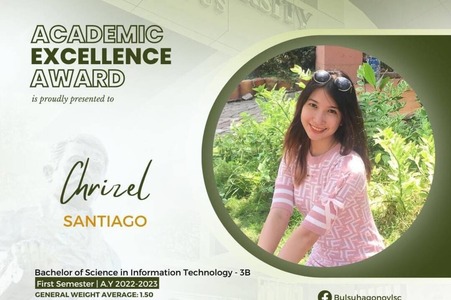 ACADEMIC
EXCELLENCE
AWARD
is proudly presented to
Chrizel
SANTIAGO
Bachelor of Science in Information Technology - 3B
First Semester | A.Y 2022-2023
GENERAL WEIGHT AVERAGE: 1.50
Bulsuhagonoylsc